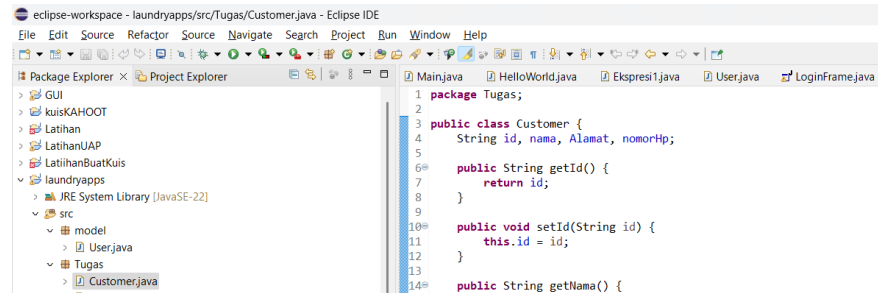 eclipse-workspace - laundryapps/src/Tugas/Customer.java - Eclipse IDE
File Edit Source Refactor Source Navigate Search Project Run Window Help
Package Explorer Project Explorer
GUI
kuisKAHOOT
Latihan
LatihanUAP
LatiihanBuatKuis
laundryapps
JRE System Library [JavaSE-22]
src
model
User.java
Tugas
Customer.java
Main.java HelloWorld.java Ekspresi1.java User.java LoginFrame.java
1 package Tugas;
2
3 public class Customer {
4 String id, nama, Alamat, nomorHp;
5
6 public String getId() {
7 return id;
8 }
9
10 public void setId(String id) {
11 this.id = id;
12 }
13
14 public String getNama() {